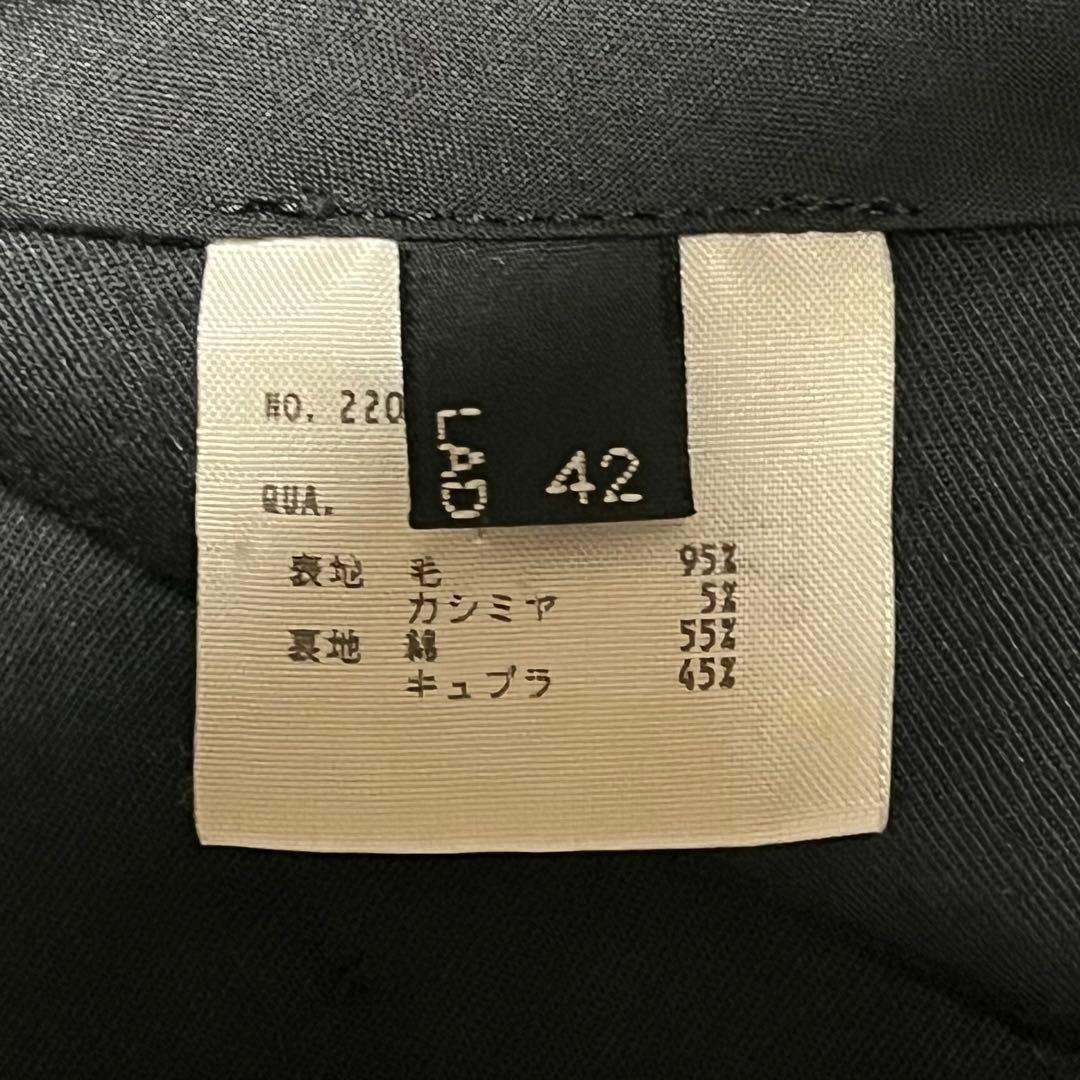 NO. 220
LAD
42
QUA.
表地 毛 95%
カシミヤ 5%
裏地 綿 55%
キュプラ 45%